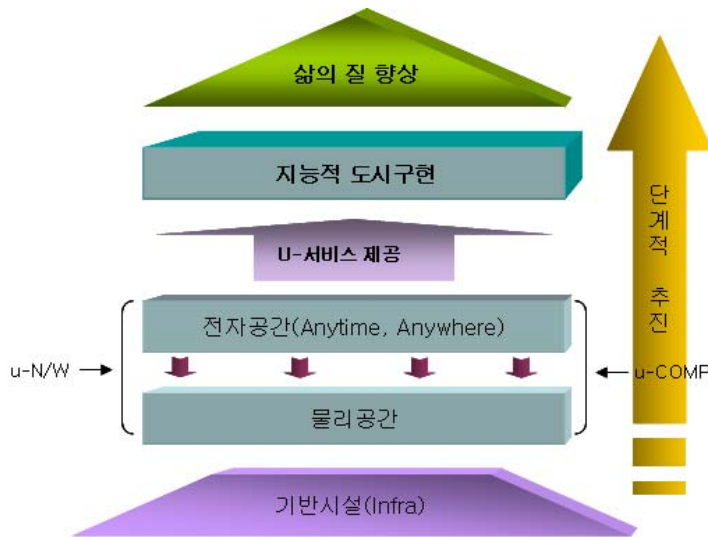 삶의 질 향상
지능적 도시구현
U-서비스 제공
전자공간(Anytime, Anywhere)
u-N/W
u-COMP
물리공간
기반시설(Infra)
단계적 추진